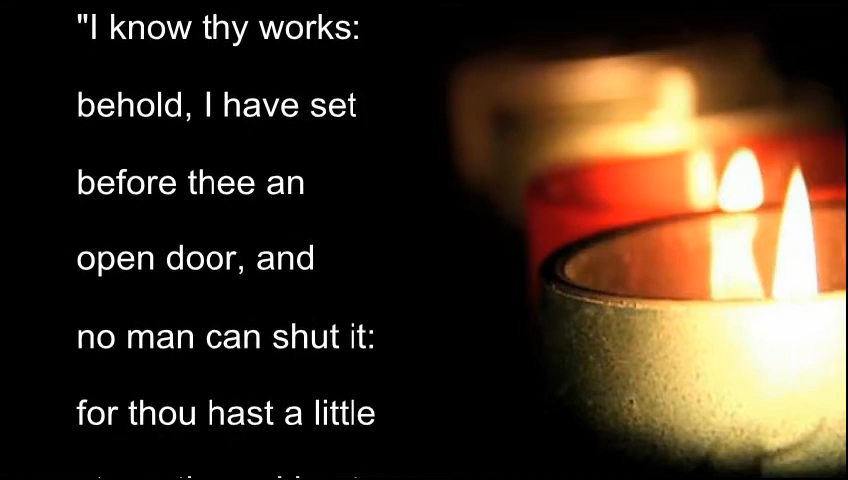 "I know thy works:
behold, I have set
before thee an
open door, and
no man can shut it:
for thou hast a little